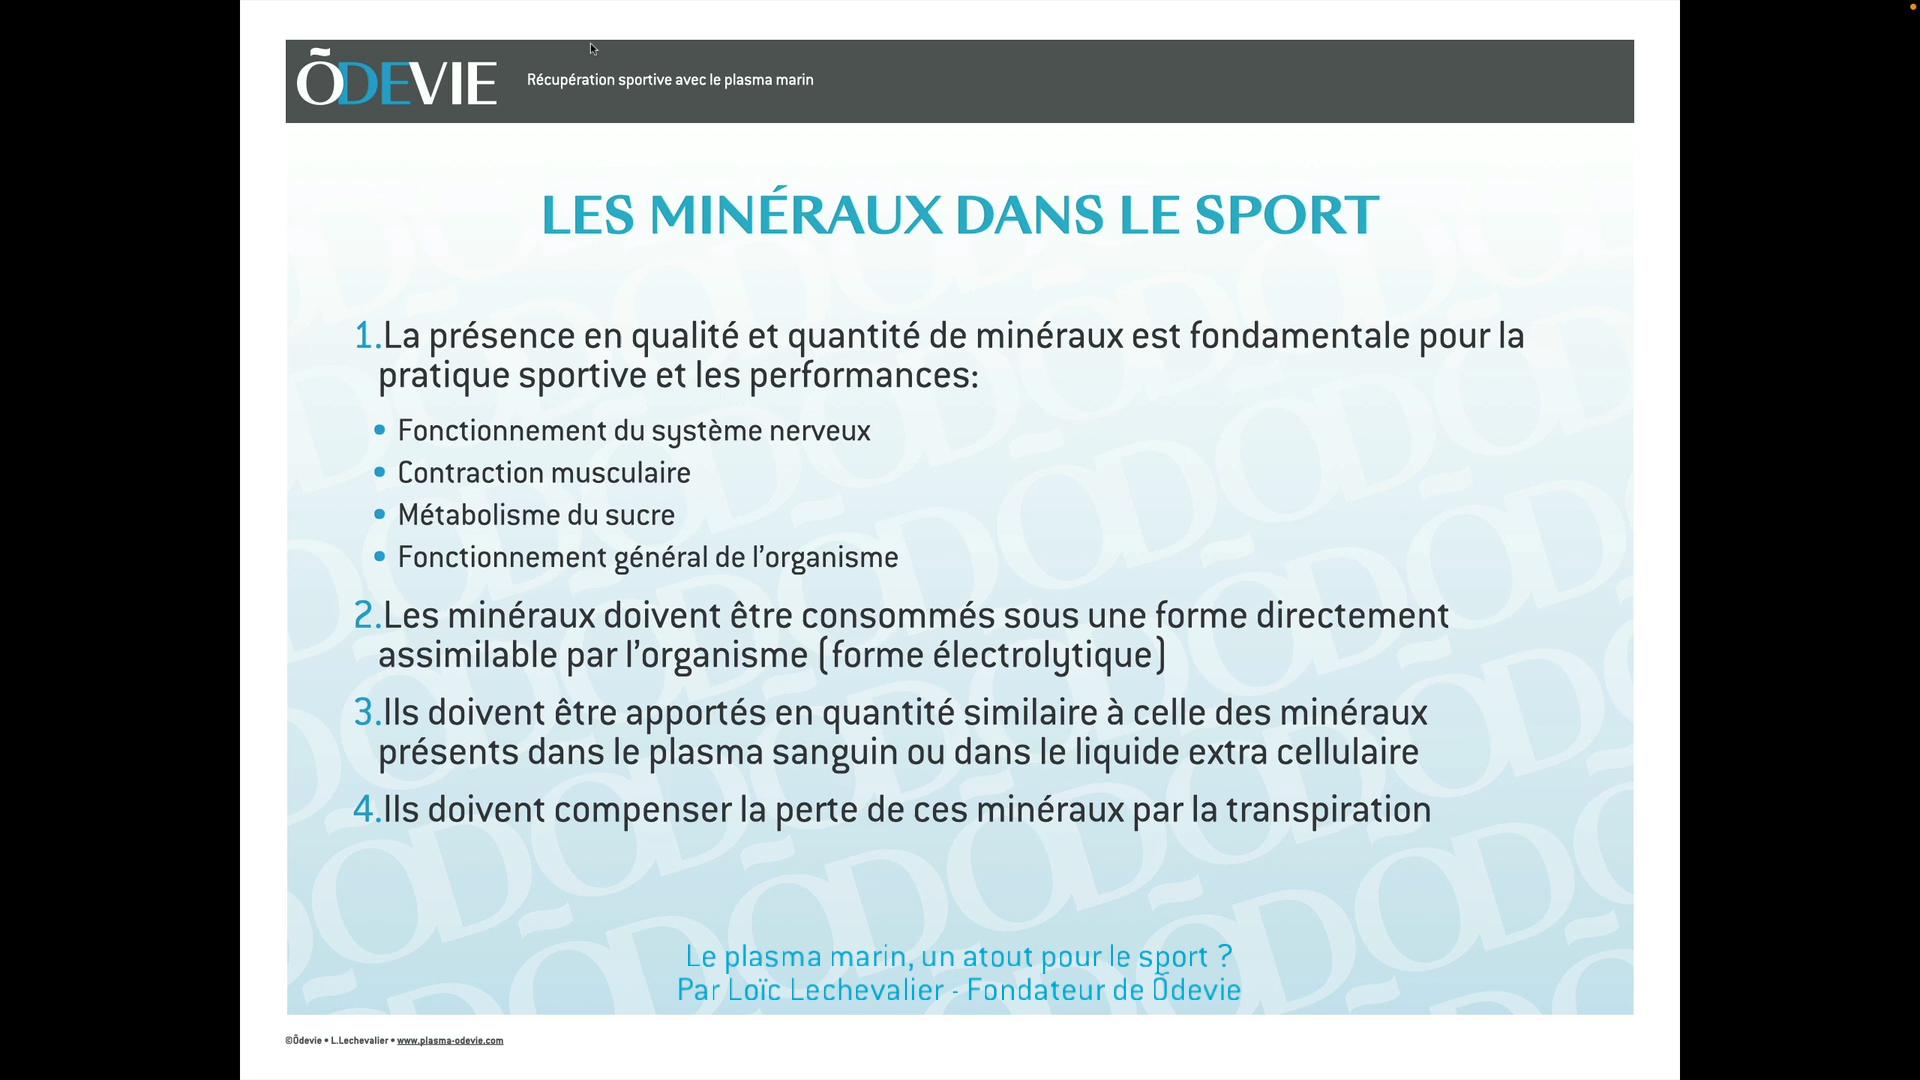 ÕDEVIE
Récupération sportive avec le plasma marin
LES MINÉRAUX DANS LE SPORT
1.La présence en qualité et quantité de minéraux est fondamentale pour la
pratique sportive et les performances:
• Fonctionnement du système nerveux
• Contraction musculaire
• Métabolisme du sucre
• Fonctionnement général de l’organisme
2.Les minéraux doivent être consommés sous une forme directement
assimilable par l’organisme (forme électrolytique)
3.Ils doivent être apportés en quantité similaire à celle des minéraux
présents dans le plasma sanguin ou dans le liquide extra cellulaire
4.Ils doivent compenser la perte de ces minéraux par la transpiration
Le plasma marin, un atout pour le sport ?
Par Loïc Lechevalier - Fondateur de Õdevie
©Õdevie • L.Lechevalier • www.plasma-odevie.com